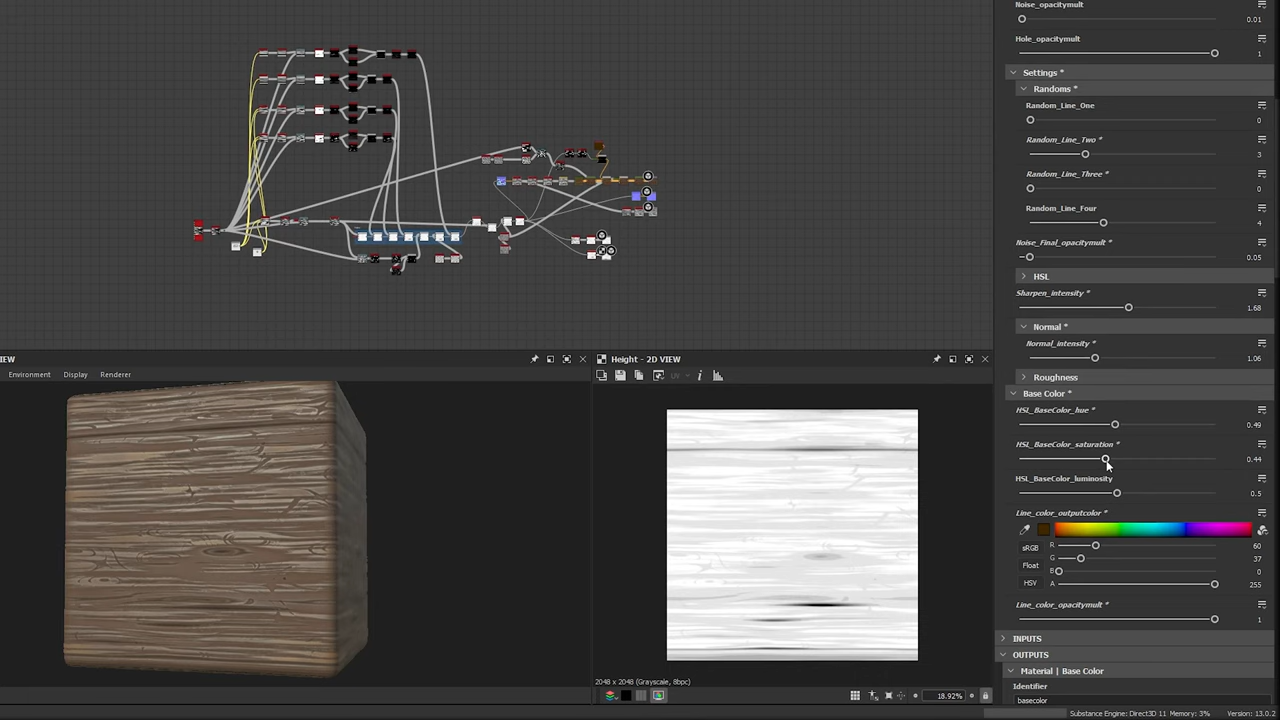 Noise_opacitymult
0.01
Hole_opacitymult
1
Settings *
Randoms *
Random_Line_One
0
Random_Line_Two *
3
Random_Line_Three *
0
Random_Line_Four
4
Noise_Final_opacitymult *
0.05
HSL
Sharpen_intensity *
1.68
Normal *
Normal_intensity *
1.06
Roughness
Base Color *
HSL_BaseColor_hue *
0.49
HSL_BaseColor_saturation *
0.44
HSL_BaseColor_luminosity
0.5
Line_color_outputcolor *
sRGB
R 60
Float
G 37
B 0
HSV
A 255
Line_color_opacitymult *
1
INPUTS
OUTPUTS
Material | Base Color
Identifier
basecolor
EW
Environment Display Renderer
Height - 2D VIEW
UV
2048 x 2048 (Grayscale, 8bpc)
18.92%
Substance Engine: Direct3D 11 Memory: 3% Version: 13.0.2